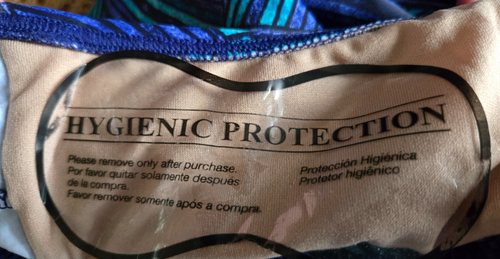 HYGIENIC PROTECTION
Please remove only after purchase.
Por favor quitar solamente después
de la compra.
Favor remover somente após a compra.
Protección Higiénica
Protetor higiênico